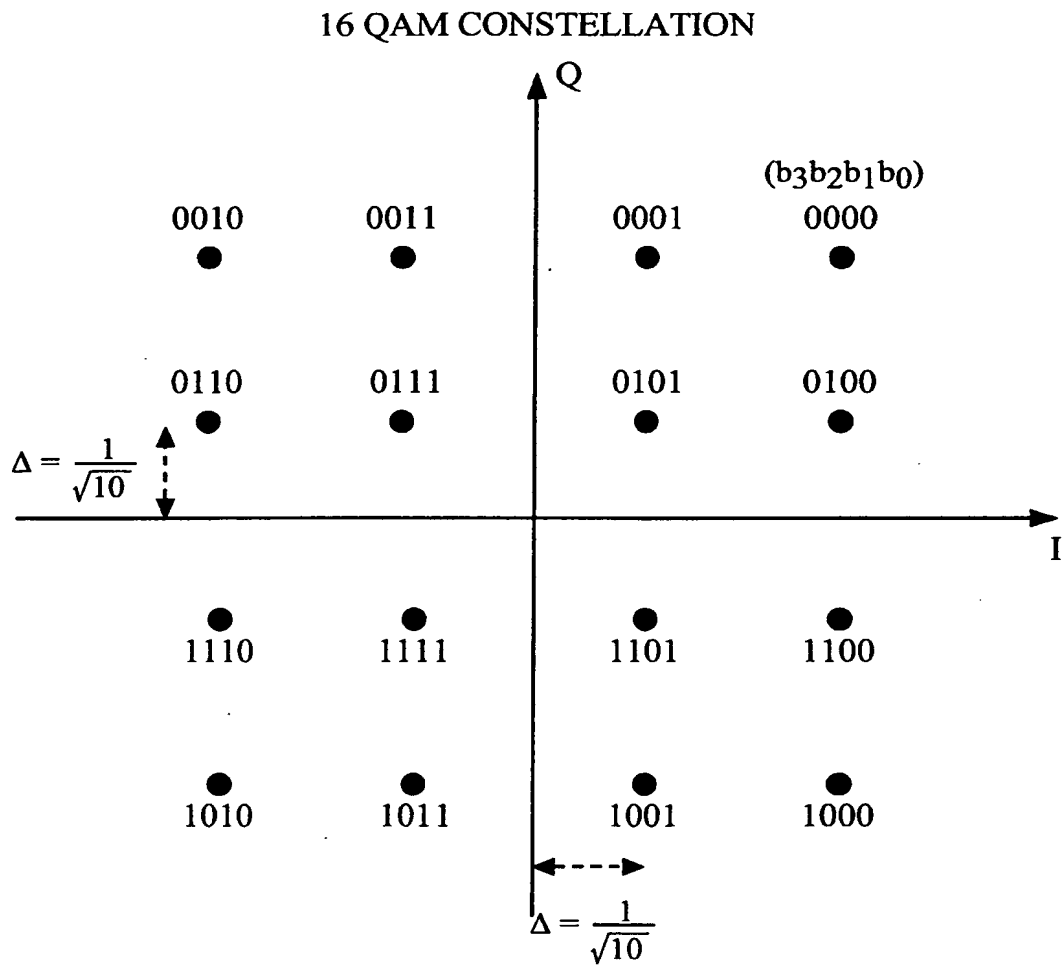 16 QAM CONSTELLATION
Q
(b3b2b1b0)
0010 0011 0001 0000
0110 0111 0101 0100
Δ = 1/√10
I
1110 1111 1101 1100
1010 1011 1001 1000
Δ = 1/√10